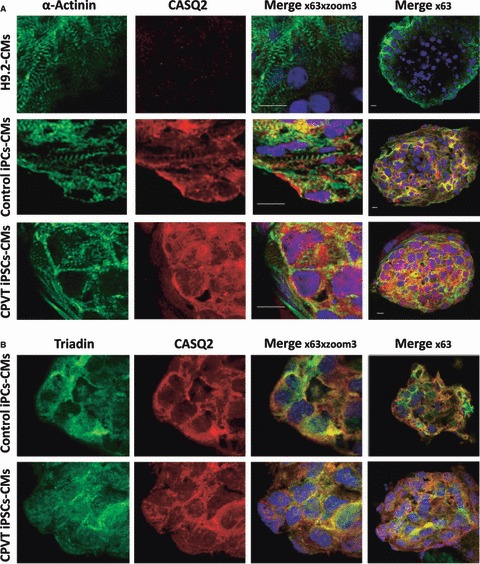 A
α-Actinin CASQ2 Merge x63xzoom3 Merge x63
H9.2-CMs
Control iPCs-CMs
CPVT iPSCs-CMs
B
Triadin CASQ2 Merge x63xzoom3 Merge x63
Control iPCs-CMs
CPVT iPSCs-CMs